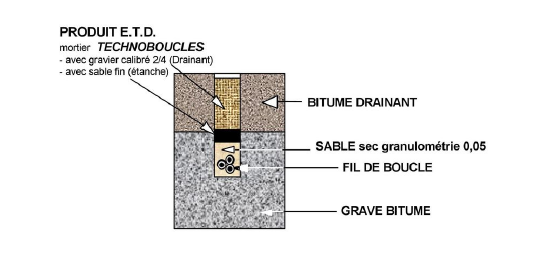 PRODUIT E.T.D.
mortier TECHNOBOUCLES
- avec gravier calibré 2/4 (Drainant)
- avec sable fin (étanche)
BITUME DRAINANT
SABLE sec granulométrie 0,05
FIL DE BOUCLE
GRAVE BITUME